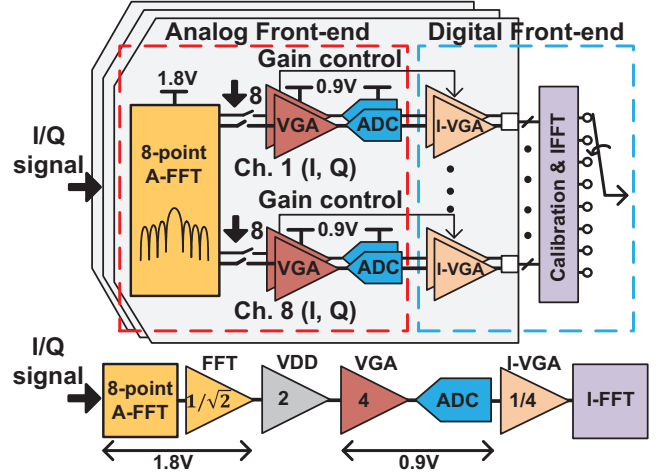 Analog Front-end
Digital Front-end
Gain control
1.8V
8
0.9V
I/Q
signal
8-point
A-FFT
VGA
ADC
I-VGA
Ch. 1 (I, Q)
Gain control
8
0.9V
VGA
ADC
I-VGA
Ch. 8 (I, Q)
Calibration & IFFT
I/Q
signal
FFT
VDD
VGA
I-VGA
8-point
A-FFT
1/√2
2
4
ADC
1/4
I-FFT
1.8V
0.9V